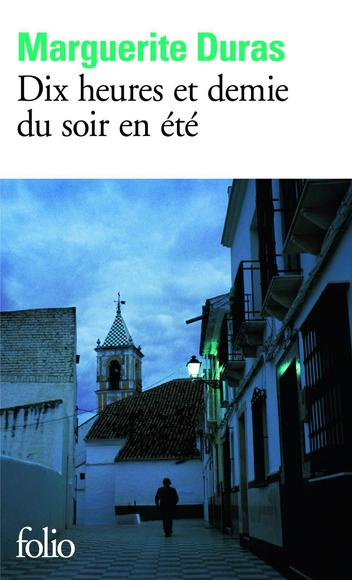 Marguerite Duras
Dix heures et demie
du soir en été
folio